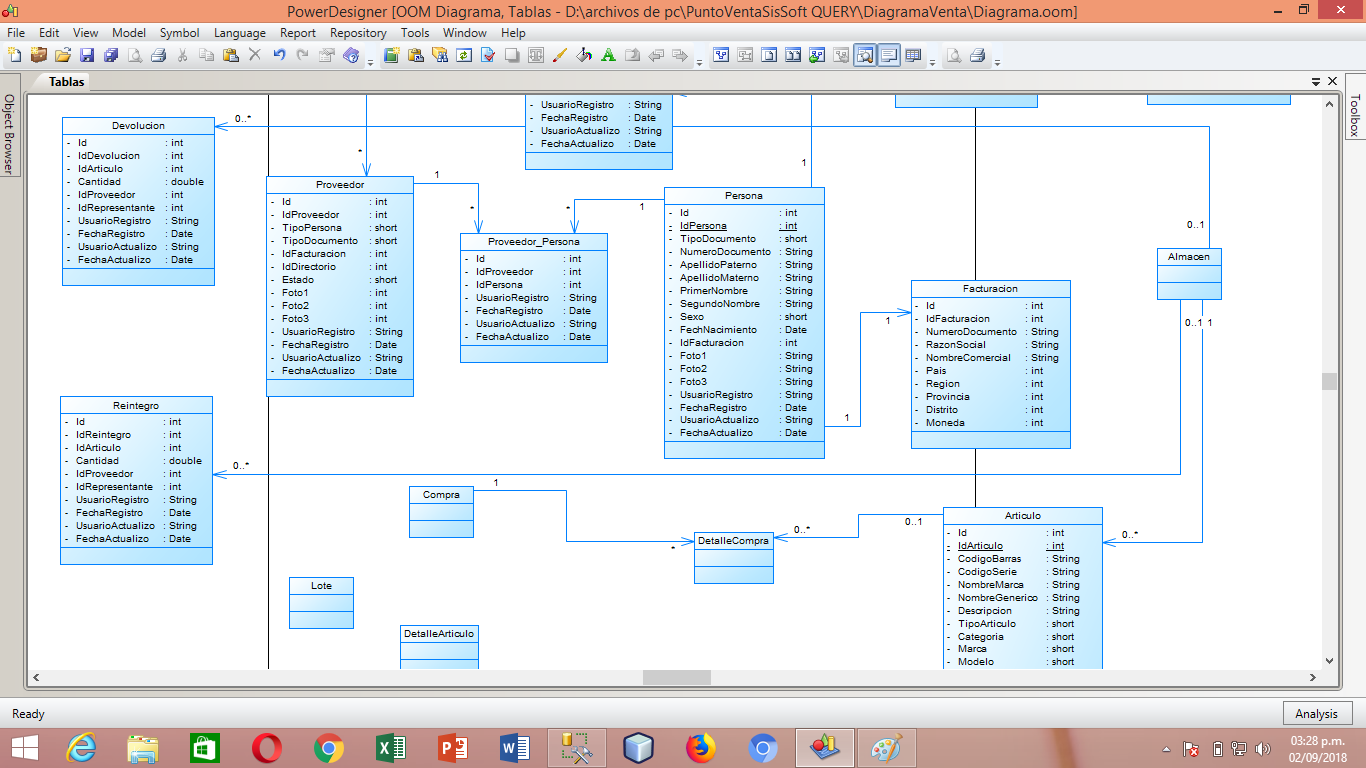 PowerDesigner [OOM Diagrama, Tablas - D:\archivos de pc\PuntoVentaSisSoft QUERY\DiagramaVenta\Diagrama.oom]
File Edit View Model Symbol Language Report Repository Tools Window Help
Tablas
Object Browser
Toolbox
- UsuarioRegistro : String
- FechaRegistro : Date
- UsuarioActualizo : String
- FechaActualizo : Date
Devolucion
- Id : int
- IdDevolucion : int
- IdArticulo : int
- Cantidad : double
- IdProveedor : int
- IdRepresentante : int
- UsuarioRegistro : String
- FechaRegistro : Date
- UsuarioActualizo : String
- FechaActualizo : Date
0..*
*
Proveedor
- Id : int
- IdProveedor : int
- TipoPersona : short
- TipoDocumento : short
- IdFacturacion : int
- IdDirectorio : int
- Estado : short
- Foto1 : int
- Foto2 : int
- Foto3 : int
- UsuarioRegistro : String
- FechaRegistro : Date
- UsuarioActualizo : String
- FechaActualizo : Date
1
*
Proveedor_Persona
- Id : int
- IdProveedor : int
- IdPersona : int
- UsuarioRegistro : String
- FechaRegistro : Date
- UsuarioActualizo : String
- FechaActualizo : Date
*
1
1
Persona
- Id : int
- IdPersona : int
- TipoDocumento : short
- NumeroDocumento : String
- ApellidoPaterno : String
- ApellidoMaterno : String
- PrimerNombre : String
- SegundoNombre : String
- Sexo : short
- FechNacimiento : Date
- IdFacturacion : int
- Foto1 : String
- Foto2 : String
- Foto3 : String
- UsuarioRegistro : String
- FechaRegistro : Date
- UsuarioActualizo : String
- FechaActualizo : Date
1
1
Facturacion
- Id : int
- IdFacturacion : int
- NumeroDocumento : String
- RazonSocial : String
- NombreComercial : String
- Pais : int
- Region : int
- Provincia : int
- Distrito : int
- Moneda : int
0..1
Almacen
0..1 1
Reintegro
- Id : int
- IdReintegro : int
- IdArticulo : int
- Cantidad : double
- IdProveedor : int
- IdRepresentante : int
- UsuarioRegistro : String
- FechaRegistro : Date
- UsuarioActualizo : String
- FechaActualizo : Date
0..*
Compra
1
*
DetalleCompra
0..*
0..1
Articulo
- Id : int
- IdArticulo : int
- CodigoBarras : String
- CodigoSerie : String
- NombreMarca : String
- NombreGenerico : String
- Descripcion : String
- TipoArticulo : short
- Categoria : short
- Marca : short
- Modelo : short
0..*
Lote
DetalleArticulo
Ready
Analysis
03:28 p.m.
02/09/2018